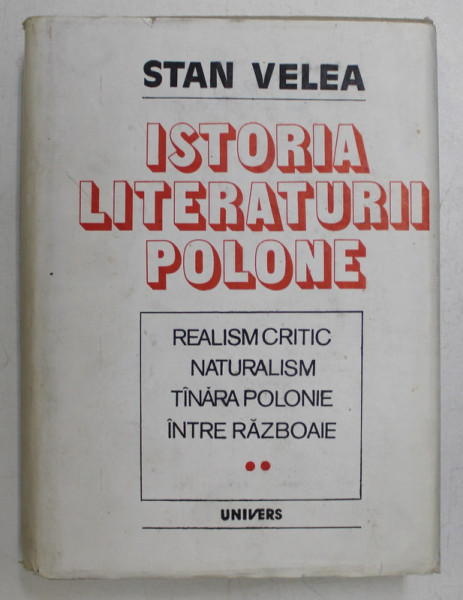 STAN VELEA
ISTORIA
LITERATURII
POLONE
REALISM CRITIC
NATURALISM
TÎNĂRA POLONIE
ÎNTRE RĂZBOAIE
UNIVERS